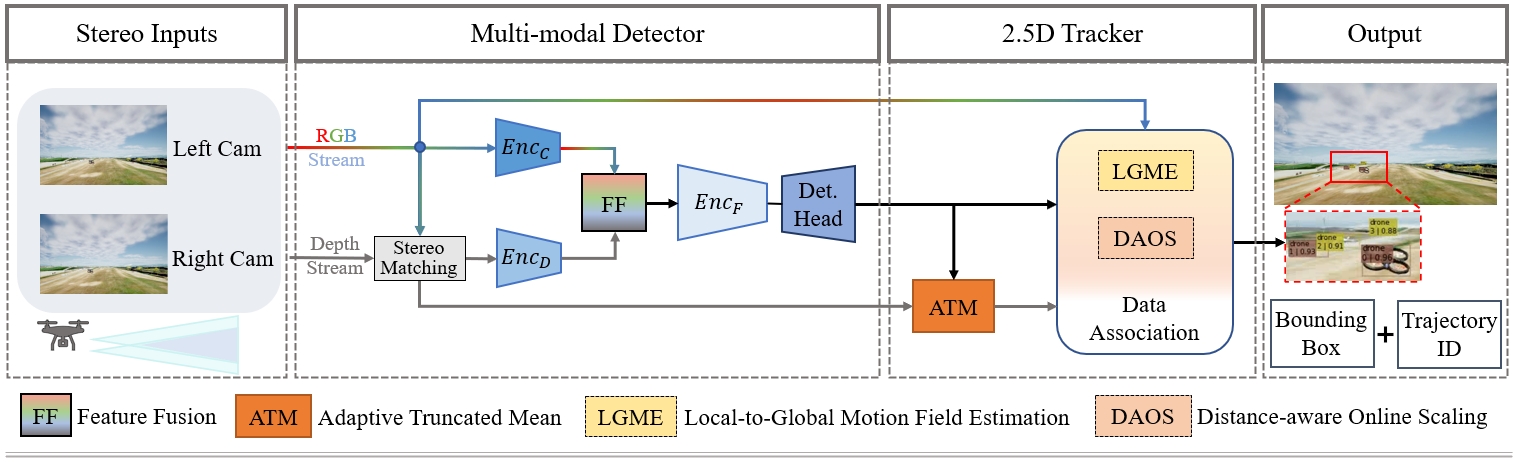 Stereo Inputs
Multi-modal Detector
2.5D Tracker
Output
Left Cam
Right Cam
RGB
Stream
Depth
Stream
Stereo
Matching
Enc_C
Enc_D
FF
Enc_F
Det.
Head
ATM
LGME
DAOS
Data
Association
drone
3 | 0.88
drone
2 | 0.91
drone
1 | 0.93
drone
0 | 0.96
Bounding
Box
+
Trajectory
ID
FF Feature Fusion
ATM Adaptive Truncated Mean
LGME Local-to-Global Motion Field Estimation
DAOS Distance-aware Online Scaling